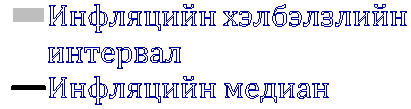 Инфляцийн хэлбэлзлийн
интервал
Инфляцийн медиан